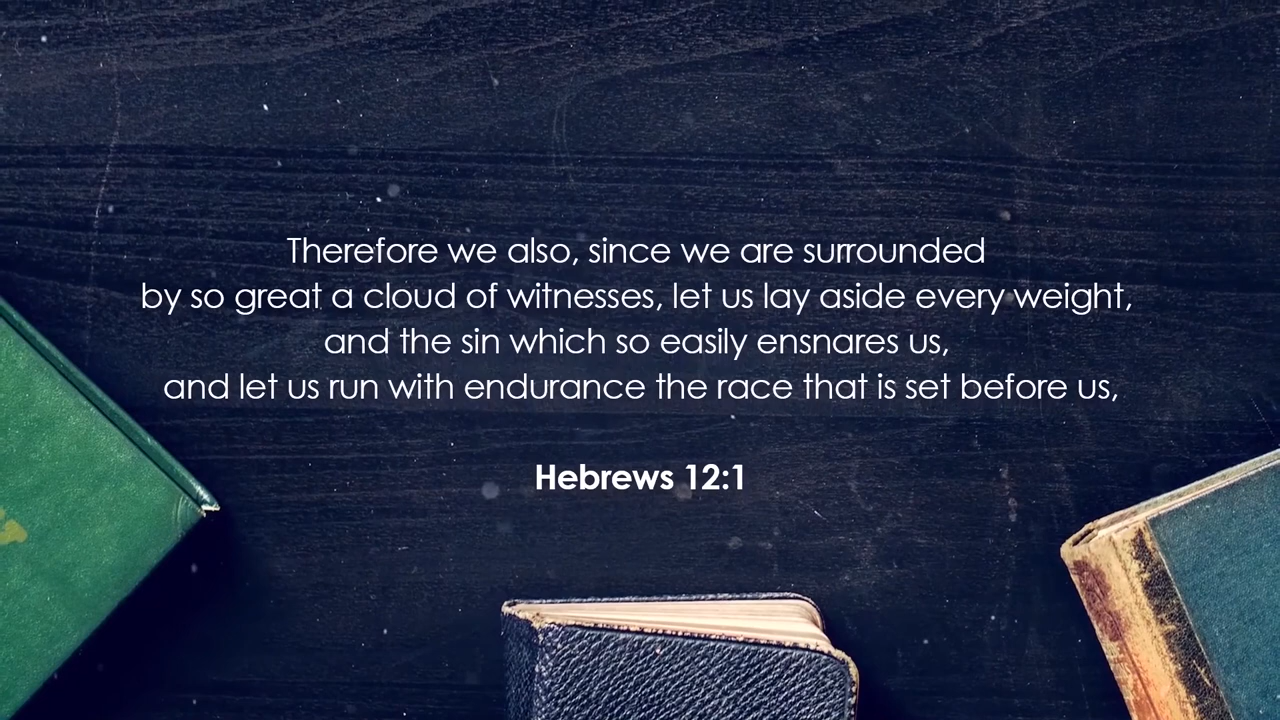 Therefore we also, since we are surrounded
by so great a cloud of witnesses, let us lay aside every weight,
and the sin which so easily ensnares us,
and let us run with endurance the race that is set before us,
Hebrews 12:1